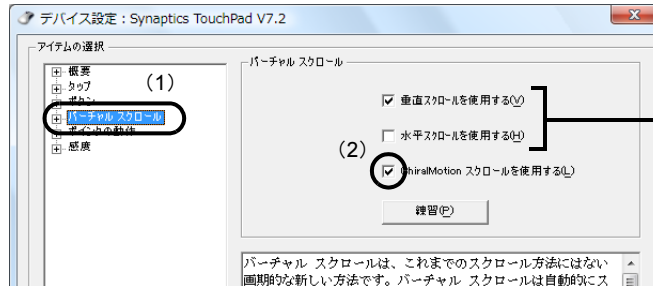 デバイス設定：Synaptics TouchPad V7.2
アイテムの選択
概要
タップ
(1)
ボタン
バーチャル スクロール
ポインタの動作
感度
バーチャル スクロール
垂直スクロールを使用する(V)
水平スクロールを使用する(H)
(2)
ChiralMotion スクロールを使用する(L)
練習(P)
バーチャル スクロールは、これまでのスクロール方法にはない
画期的な新しい方法です。バーチャル スクロールは自動的にス